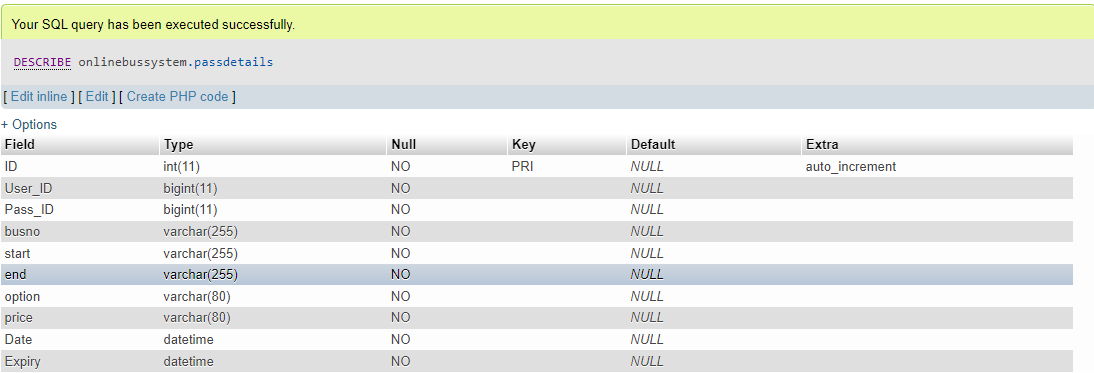 Your SQL query has been executed successfully.
DESCRIBE onlinebussystem.passdetails
[ Edit inline ] [ Edit ] [ Create PHP code ]
+ Options
Field Type Null Key Default Extra
ID int(11) NO PRI NULL auto_increment
User_ID bigint(11) NO NULL
Pass_ID bigint(11) NO NULL
busno varchar(255) NO NULL
start varchar(255) NO NULL
end varchar(255) NO NULL
option varchar(80) NO NULL
price varchar(80) NO NULL
Date datetime NO NULL
Expiry datetime NO NULL